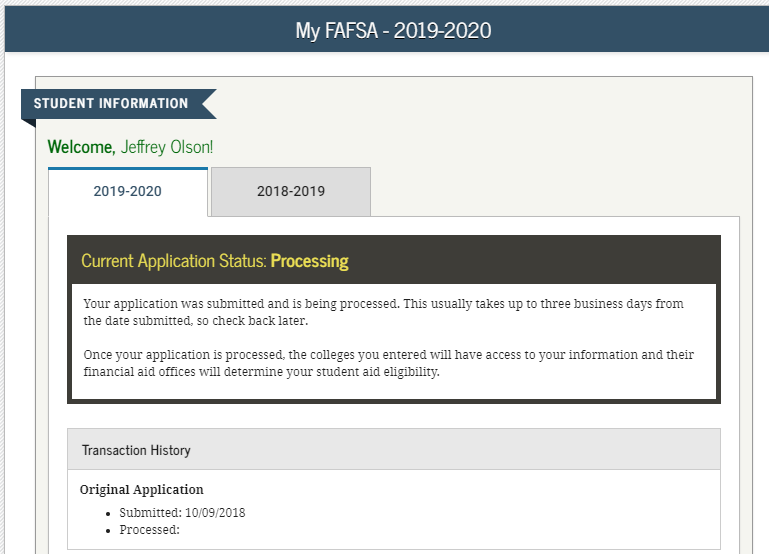 My FAFSA - 2019-2020
STUDENT INFORMATION
Welcome, Jeffrey Olson!
2019-2020
2018-2019
Current Application Status: Processing
Your application was submitted and is being processed. This usually takes up to three business days from
the date submitted, so check back later.
Once your application is processed, the colleges you entered will have access to your information and their
financial aid offices will determine your student aid eligibility.
Transaction History
Original Application
• Submitted: 10/09/2018
• Processed: